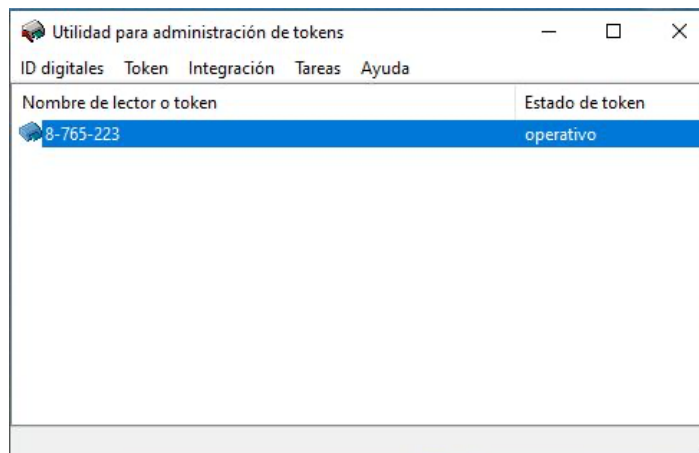 Utilidad para administración de tokens
ID digitales Token Integración Tareas Ayuda
Nombre de lector o token Estado de token
8-765-223 operativo